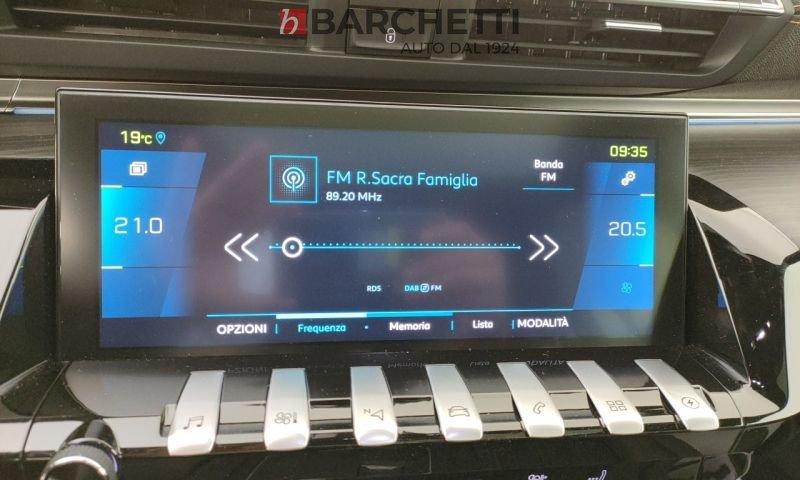 b BARCHETTI
AUTO DAL 1924
19°C
09:35
21.0
FM R.Sacra Famiglia
89.20 MHz
Banda
FM
20.5
RDS DAB FM
OPZIONI Frequenza Memoria Lista MODALITÀ
N